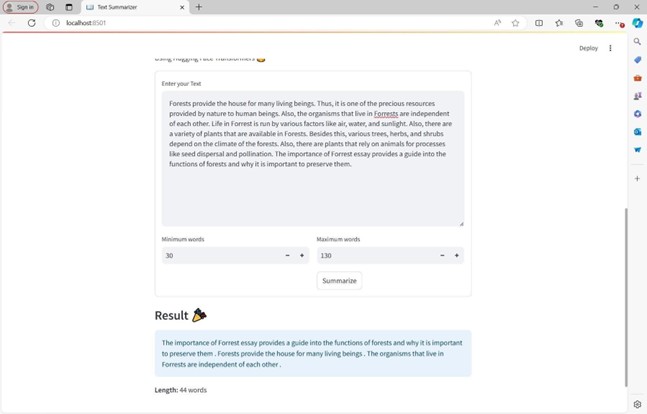 Sign in
Text Summarizer
localhost:8501
Deploy
Using Hugging Face Transformers 🤗
Enter your Text
Forests provide the house for many living beings. Thus, it is one of the precious resources
provided by nature to human beings. Also, the organisms that live in Forrests are independent
of each other. Life in Forrest is run by various factors like air, water, and sunlight. Also, there are
a variety of plants that are available in Forests. Besides this, various trees, herbs, and shrubs
depend on the climate of the forests. Also, there are plants that rely on animals for processes
like seed dispersal and pollination. The importance of Forrest essay provides a guide into the
functions of forests and why it is important to preserve them.
Minimum words
Maximum words
30 − +
130 − +
Summarize
Result 🎉
The importance of Forrest essay provides a guide into the functions of forests and why it is important
to preserve them . Forests provide the house for many living beings . The organisms that live in
Forrests are independent of each other .
Length: 44 words